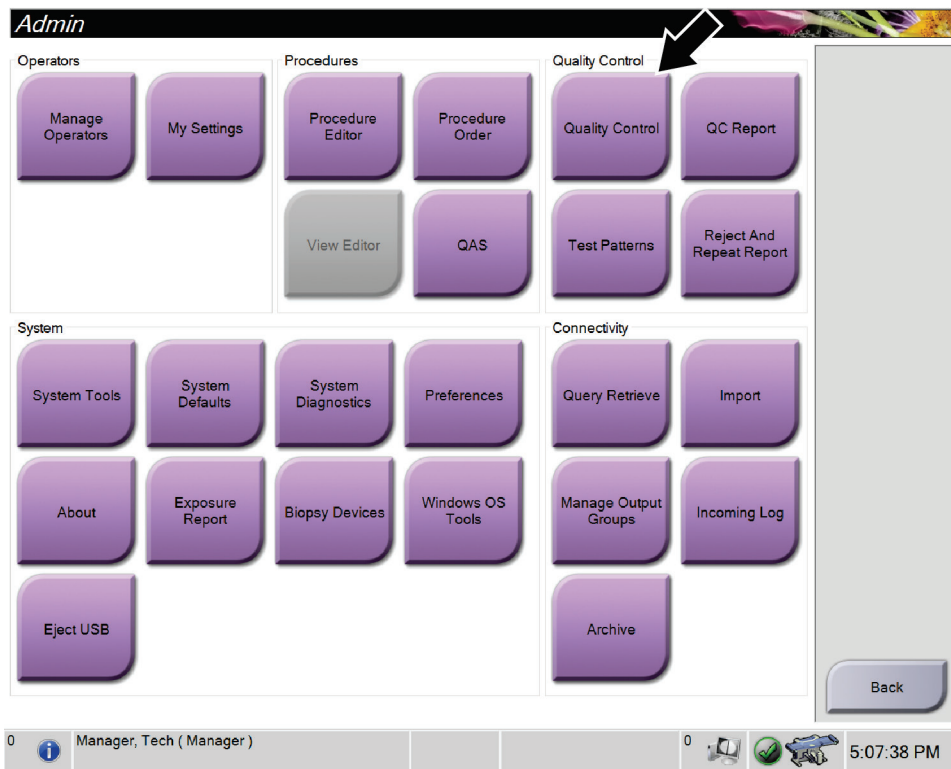 Admin
Operators
Manage
Operators
My Settings
Procedures
Procedure
Editor
Procedure
Order
View Editor
QAS
Quality Control
Quality Control
QC Report
Test Patterns
Reject And
Repeat Report
System
System Tools
System
Defaults
System
Diagnostics
Preferences
About
Exposure
Report
Biopsy Devices
Windows OS
Tools
Eject USB
Connectivity
Query Retrieve
Import
Manage Output
Groups
Incoming Log
Archive
Back
0
Manager, Tech ( Manager )
0
5:07:38 PM